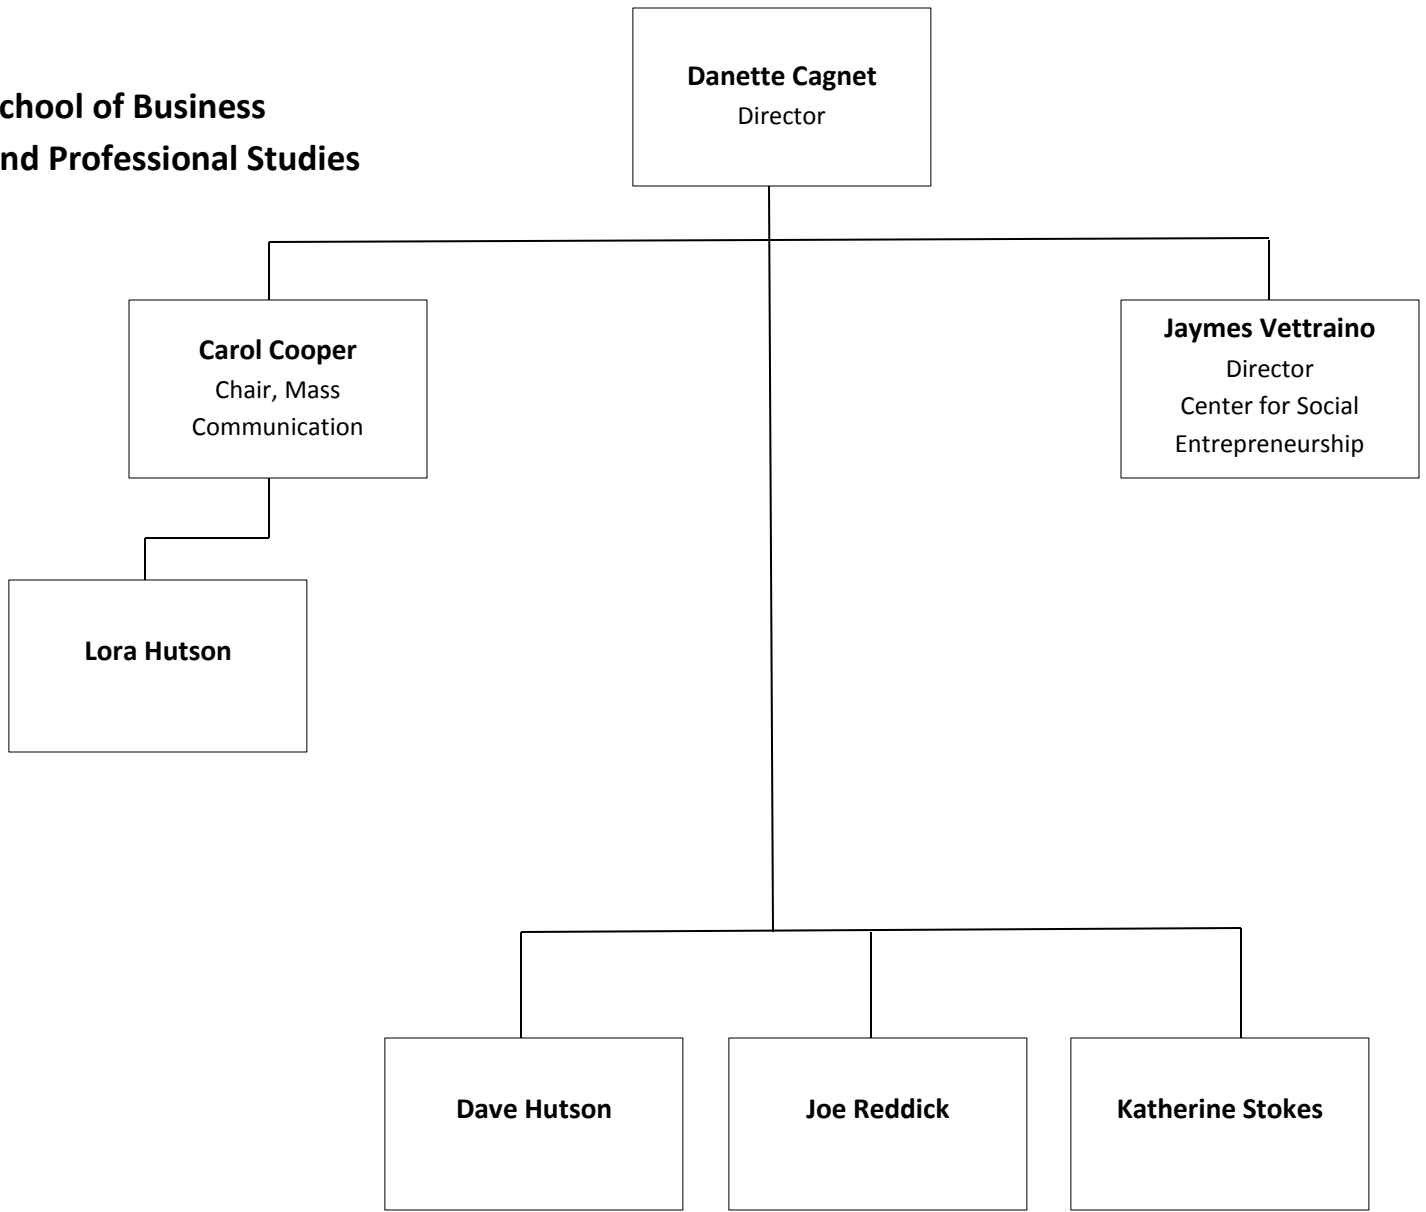 Danette Cagnet
Director
chool of Business
nd Professional Studies
Carol Cooper
Chair, Mass
Communication
Jaymes Vettraino
Director
Center for Social
Entrepreneurship
Lora Hutson
Dave Hutson
Joe Reddick
Katherine Stokes